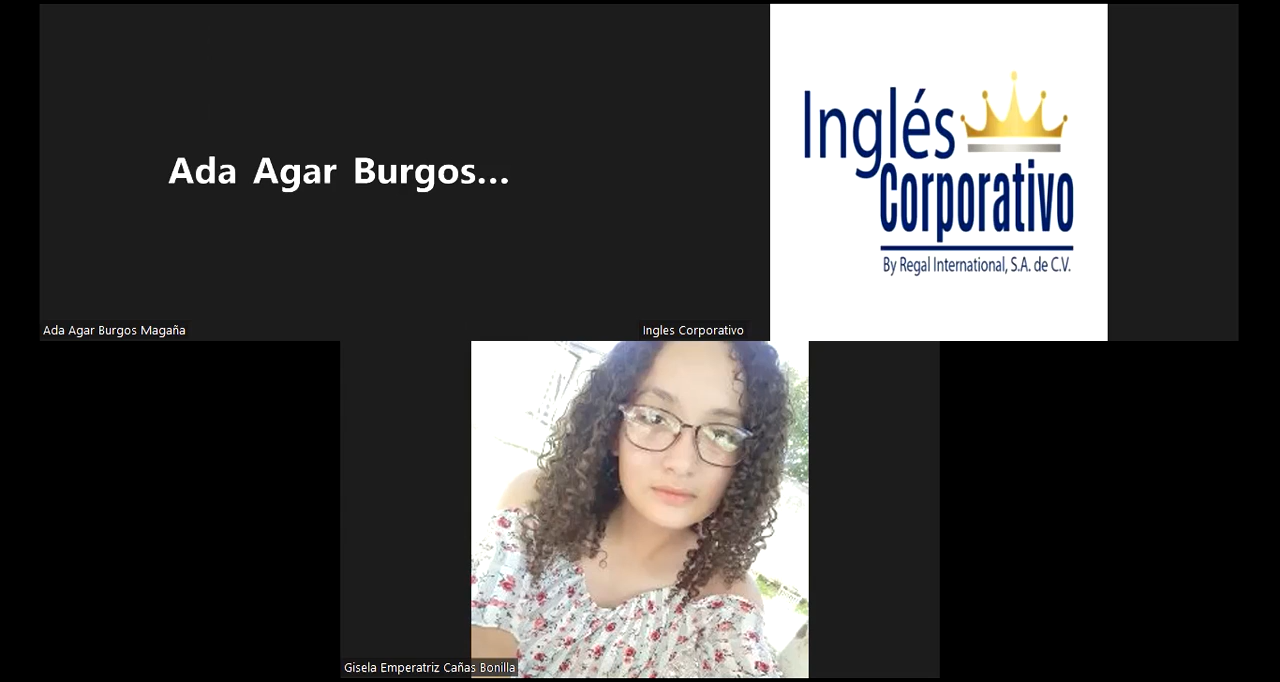 Ada Agar Burgos...
Inglés
Corporativo
By Regal International, S.A. de C.V.
Ada Agar Burgos Magaña
Ingles Corporativo
Gisela Emperatriz Cañas Bonilla